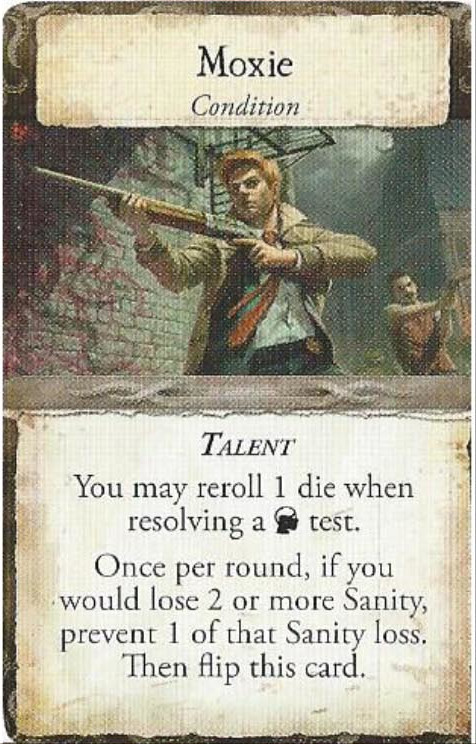 Moxie
Condition
TALENT
You may reroll 1 die when
resolving a test.
Once per round, if you
would lose 2 or more Sanity,
prevent 1 of that Sanity loss.
Then flip this card.